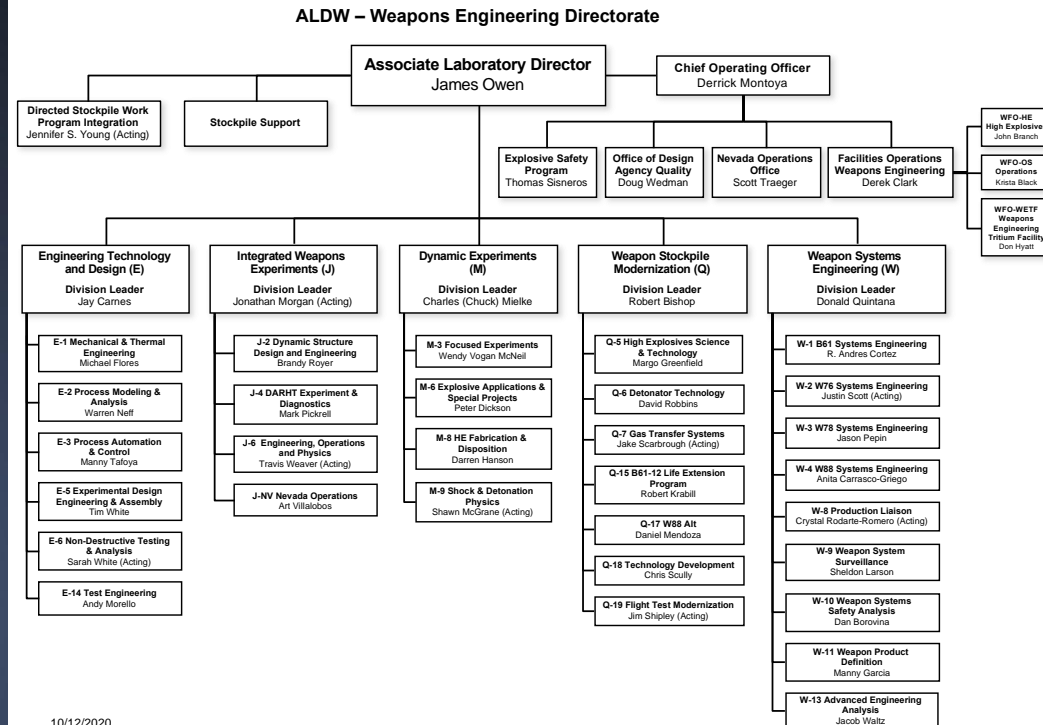 ALDW – Weapons Engineering Directorate
Associate Laboratory Director
James Owen
Chief Operating Officer
Derrick Montoya
Directed Stockpile Work
Program Integration
Jennifer S. Young (Acting)
Stockpile Support
Explosive Safety
Program
Thomas Sisneros
Office of Design
Agency Quality
Doug Wedman
Nevada Operations
Office
Scott Traeger
Facilities Operations
Weapons Engineering
Derek Clark
WFO-HE
High Explosive
John Branch
WFO-OS
Operations
Krista Black
WFO-WETF
Weapons
Engineering
Tritium Facility
Don Hyatt
Engineering Technology
and Design (E)
Division Leader
Jay Carnes
E-1 Mechanical & Thermal
Engineering
Michael Flores
E-2 Process Modeling &
Analysis
Warren Neff
E-3 Process Automation
& Control
Manny Tafoya
E-5 Experimental Design
Engineering & Assembly
Tim White
E-6 Non-Destructive Testing
& Analysis
Sarah White (Acting)
E-14 Test Engineering
Andy Morello
Integrated Weapons
Experiments (J)
Division Leader
Jonathan Morgan (Acting)
J-2 Dynamic Structure
Design and Engineering
Brandy Royer
J-4 DARHT Experiment &
Diagnostics
Mark Pickrell
J-6 Engineering, Operations
and Physics
Travis Weaver (Acting)
J-NV Nevada Operations
Art Villalobos
Dynamic Experiments
(M)
Division Leader
Charles (Chuck) Mielke
M-3 Focused Experiments
Wendy Vogan McNeil
M-6 Explosive Applications &
Special Projects
Peter Dickson
M-8 HE Fabrication &
Disposition
Darren Hanson
M-9 Shock & Detonation
Physics
Shawn McGrane (Acting)
Weapon Stockpile
Modernization (Q)
Division Leader
Robert Bishop
Q-5 High Explosives Science
& Technology
Margo Greenfield
Q-6 Detonator Technology
David Robbins
Q-7 Gas Transfer Systems
Jake Scarbrough (Acting)
Q-15 B61-12 Life Extension
Program
Robert Krabill
Q-17 W88 Alt
Daniel Mendoza
Q-18 Technology Development
Chris Scully
Q-19 Flight Test Modernization
Jim Shipley (Acting)
Weapon Systems
Engineering (W)
Division Leader
Donald Quintana
W-1 B61 Systems Engineering
R. Andres Cortez
W-2 W76 Systems Engineering
Justin Scott (Acting)
W-3 W78 Systems Engineering
Jason Pepin
W-4 W88 Systems Engineering
Anita Carrasco-Griego
W-8 Production Liaison
Crystal Rodarte-Romero (Acting)
W-9 Weapon System
Surveillance
Sheldon Larson
W-10 Weapon Systems
Safety Analysis
Dan Borovina
W-11 Weapon Product
Definition
Manny Garcia
W-13 Advanced Engineering
Analysis
Jacob Waltz
10/12/2020